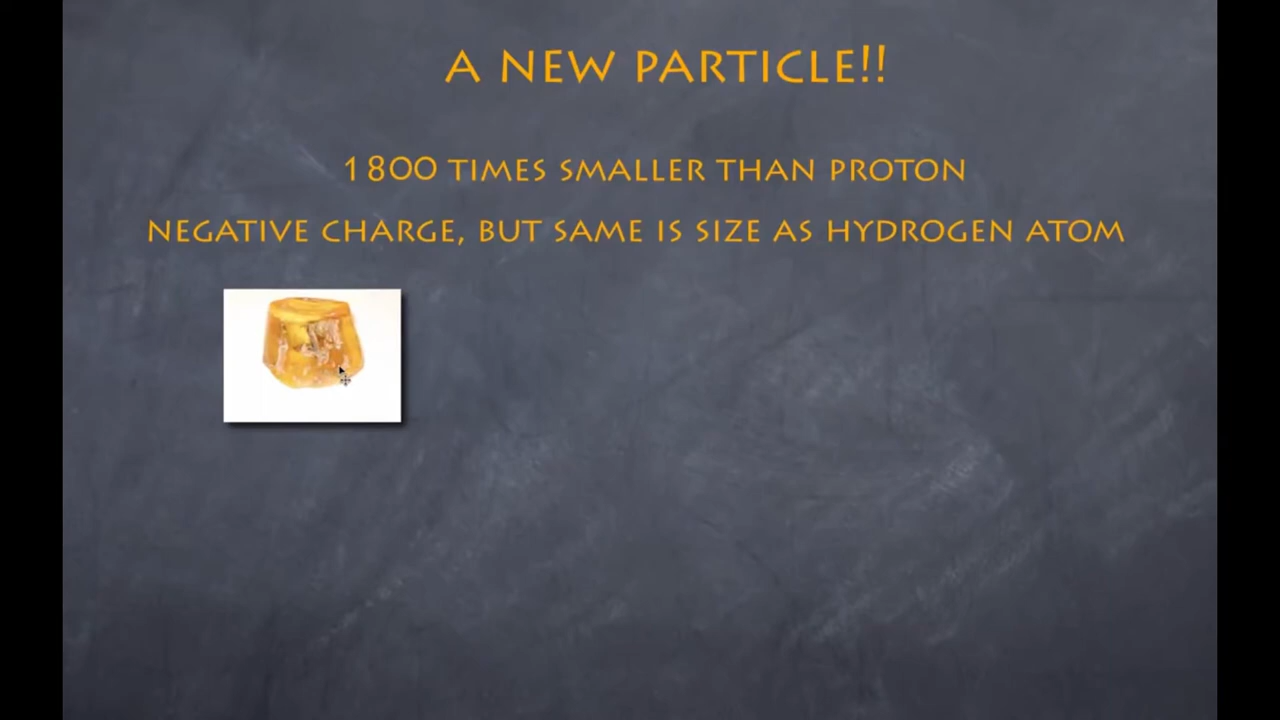 A NEW PARTICLE!!
1800 TIMES SMALLER THAN PROTON
NEGATIVE CHARGE, BUT SAME IS SIZE AS HYDROGEN ATOM